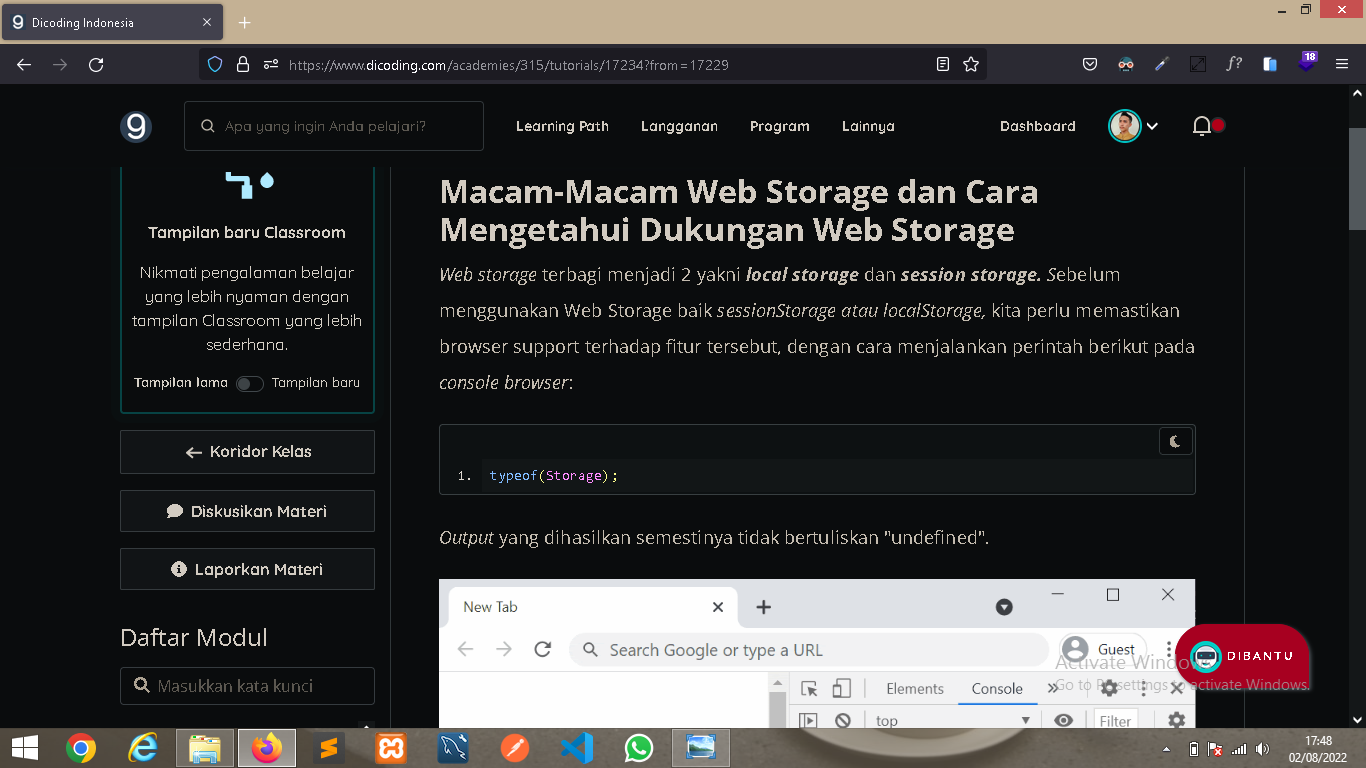 Dicoding Indonesia
https://www.dicoding.com/academies/315/tutorials/17234?from=17229
18
Apa yang ingin Anda pelajari?
Learning Path
Langganan
Program
Lainnya
Dashboard
Tampilan baru Classroom
Nikmati pengalaman belajar
yang lebih nyaman dengan
tampilan Classroom yang lebih
sederhana.
Tampilan lama
Tampilan baru
Koridor Kelas
Diskusikan Materi
Laporkan Materi
Daftar Modul
Masukkan kata kunci
Macam-Macam Web Storage dan Cara
Mengetahui Dukungan Web Storage
Web storage terbagi menjadi 2 yakni local storage dan session storage. Sebelum
menggunakan Web Storage baik sessionStorage atau localStorage, kita perlu memastikan
browser support terhadap fitur tersebut, dengan cara menjalankan perintah berikut pada
console browser:
1. typeof(Storage);
Output yang dihasilkan semestinya tidak bertuliskan "undefined".
New Tab
Search Google or type a URL
Guest
Elements
Console
top
Filter
DIBANTU
Activate Windows
Go to PC settings to activate Windows.
17:48
02/08/2022